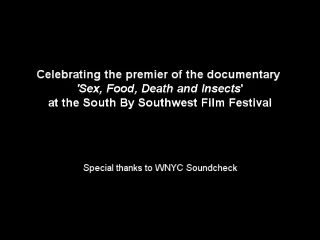 Celebrating the premier of the documentary
'Sex, Food, Death and Insects'
at the South By Southwest Film Festival
Special thanks to WNYC Soundcheck